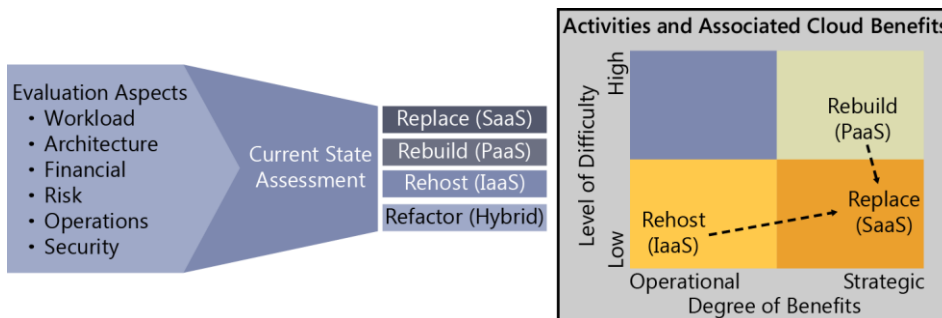 Evaluation Aspects
• Workload
• Architecture
• Financial
• Risk
• Operations
• Security
Current State
Assessment
Replace (SaaS)
Rebuild (PaaS)
Rehost (IaaS)
Refactor (Hybrid)
Activities and Associated Cloud Benefits
Level of Difficulty
High
Low
Rebuild
(PaaS)
Rehost
(IaaS)
Replace
(SaaS)
Operational
Strategic
Degree of Benefits